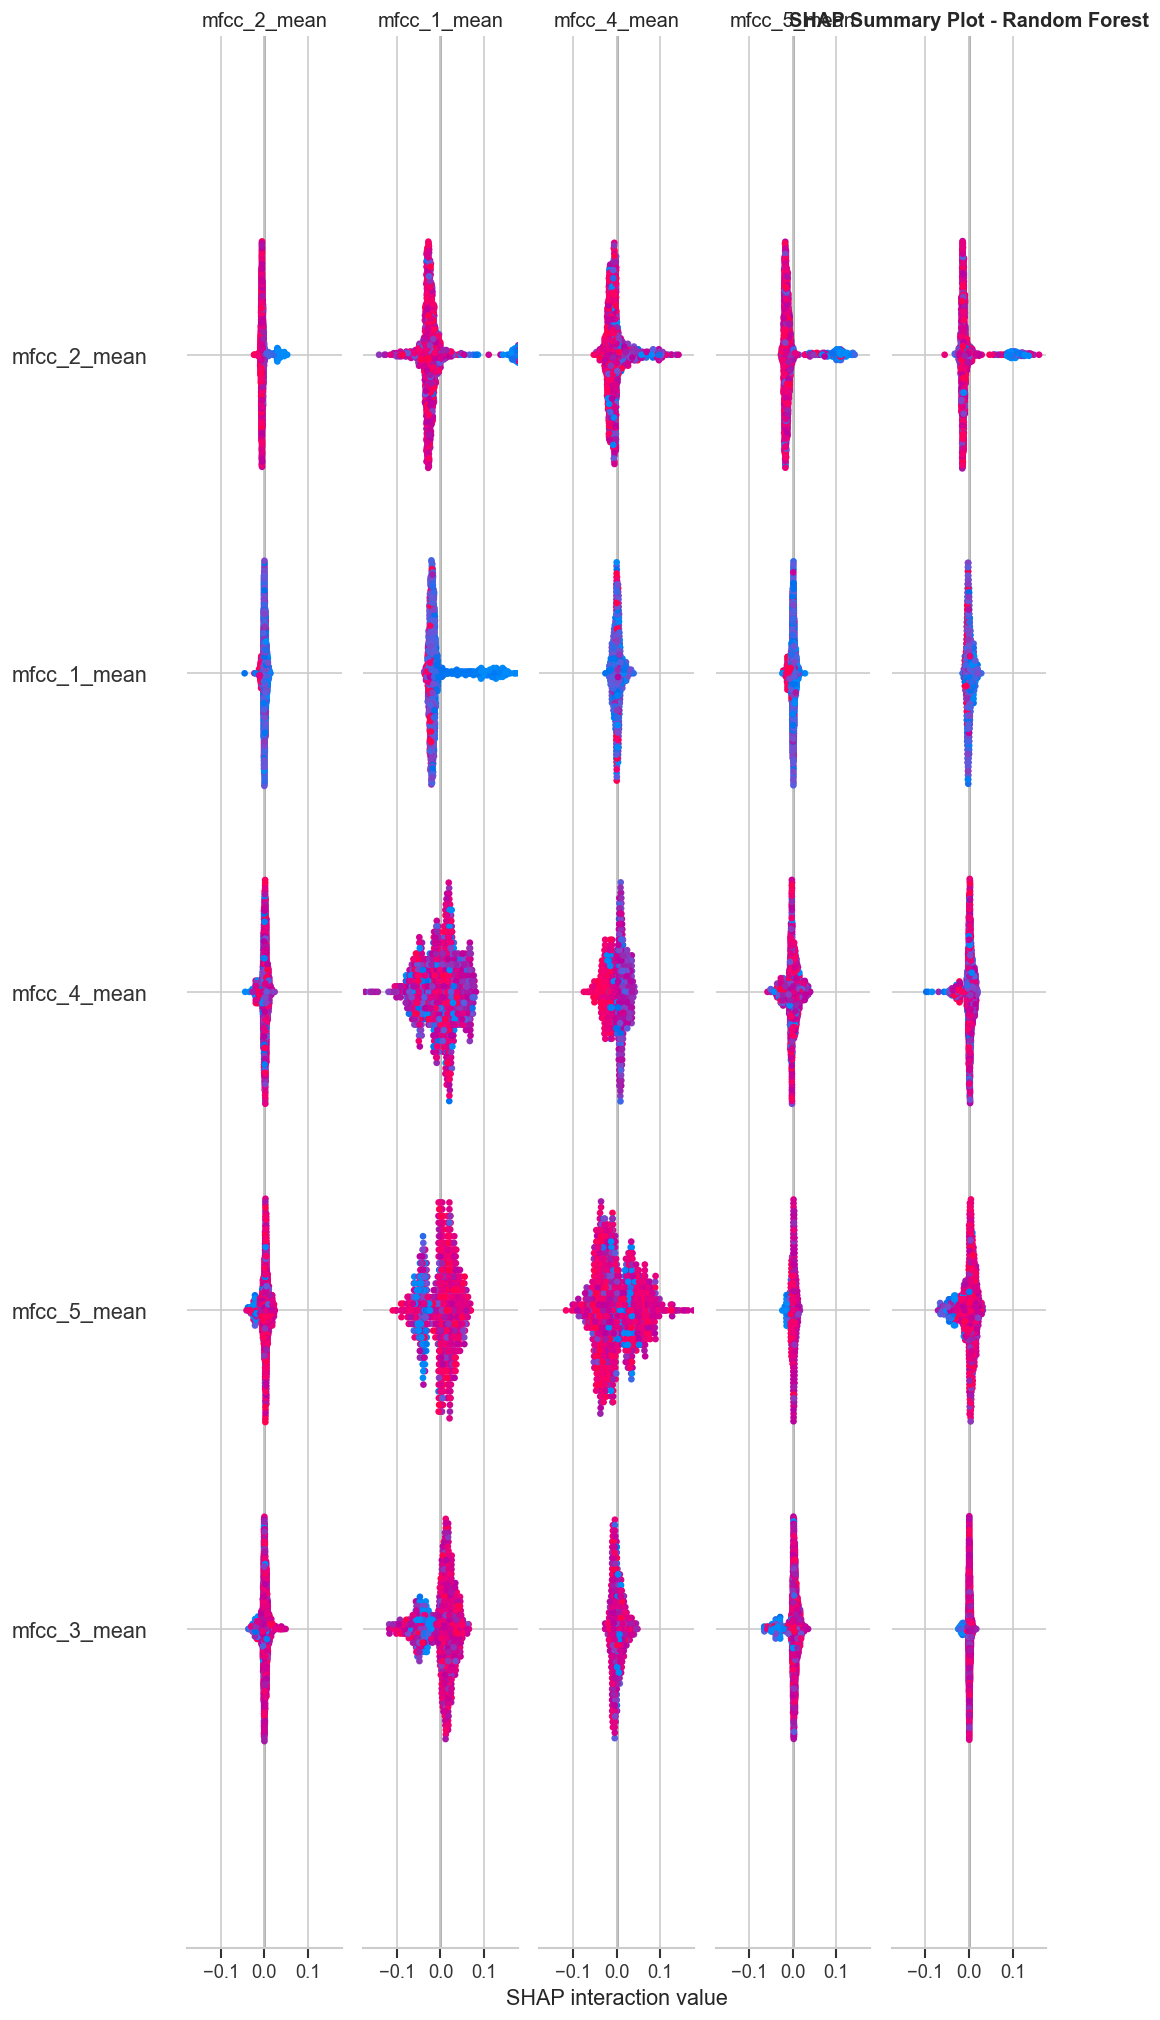 mfcc_2_mean
mfcc_1_mean
mfcc_4_mean
mfcc_5_mean
SHAP Summary Plot - Random Forest
mfcc_2_mean
mfcc_1_mean
mfcc_4_mean
mfcc_5_mean
mfcc_3_mean
−0.1 0.0 0.1
−0.1 0.0 0.1
−0.1 0.0 0.1
−0.1 0.0 0.1
−0.1 0.0 0.1
SHAP interaction value